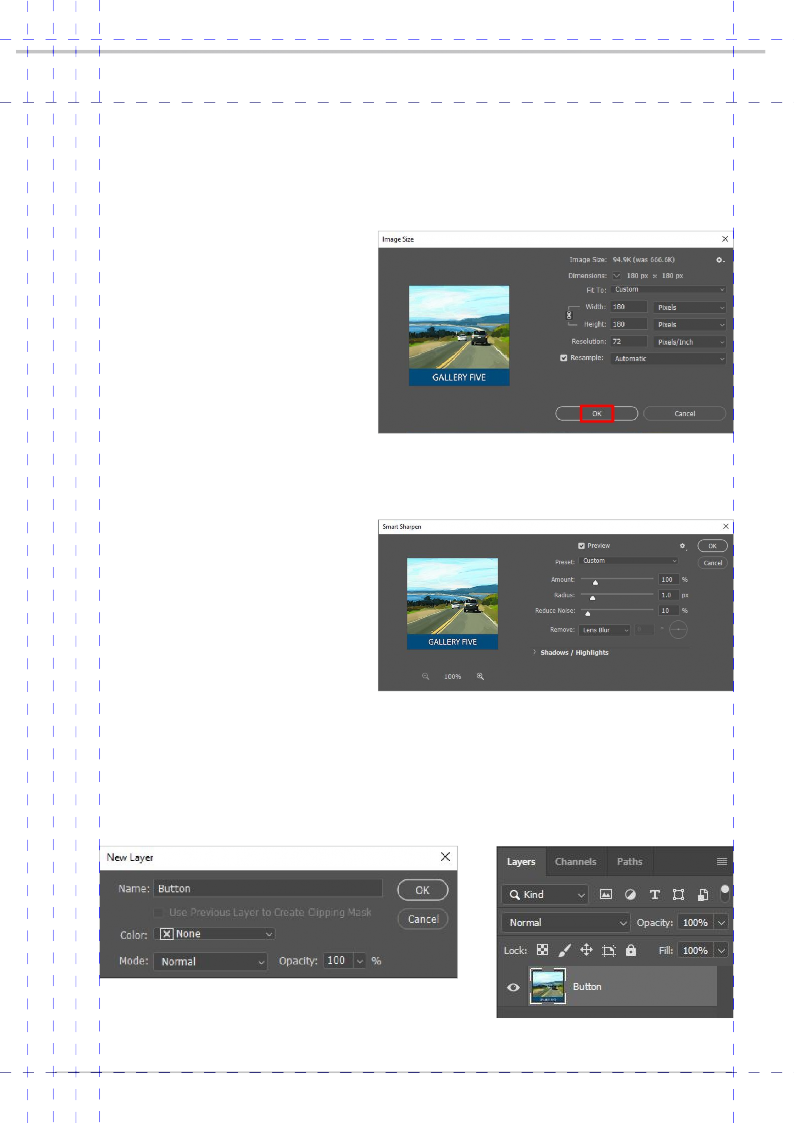 Image Size
Image Size: 94.9K (was 666.6K)
Dimensions: 180 px × 180 px
Fit To: Custom
Width: 180 Pixels
Height: 180 Pixels
Resolution: 72 Pixels/Inch
Resample: Automatic
GALLERY FIVE
OK Cancel
Smart Sharpen
Preview
OK
Preset: Custom
Cancel
Amount: 100 %
Radius: 1.0 px
Reduce Noise: 10 %
Remove: Lens Blur
Shadows / Highlights
GALLERY FIVE
100%
New Layer
Name: Button
OK
Use Previous Layer to Create Clipping Mask
Cancel
Color: None
Mode: Normal Opacity: 100 %
Layers Channels Paths
Kind
Normal Opacity: 100%
Lock: Fill: 100%
Button